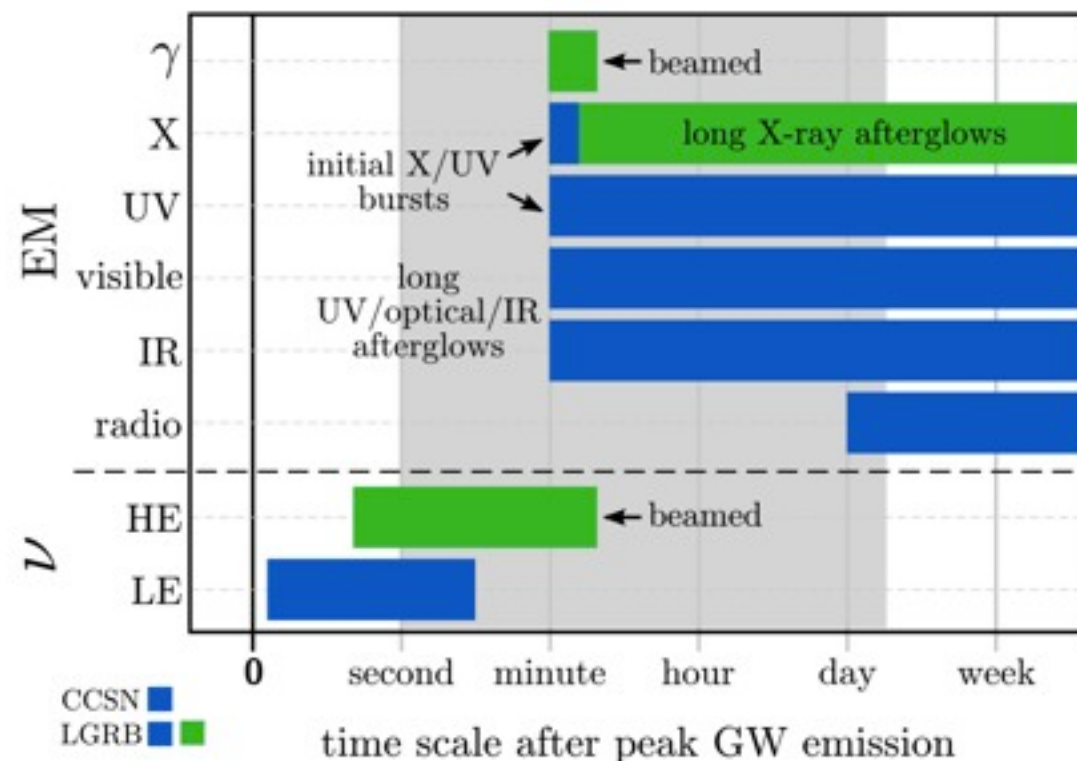 EM
γ
X
UV
visible
IR
radio
ν
HE
LE
beamed
long X-ray afterglows
initial X/UV
bursts
long
UV/optical/IR
afterglows
beamed
0 second minute hour day week
CCSN
LGRB
time scale after peak GW emission